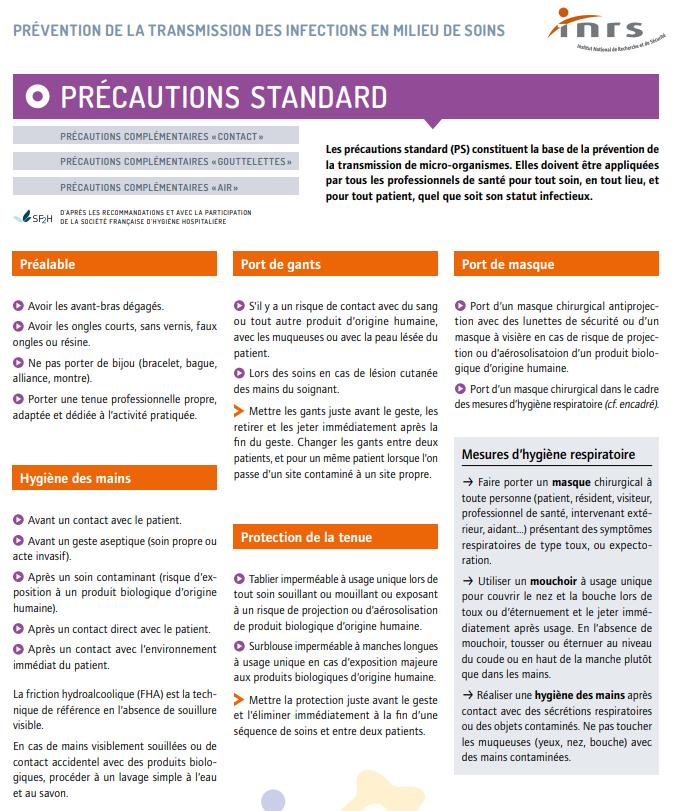 PRÉVENTION DE LA TRANSMISSION DES INFECTIONS EN MILIEU DE SOINS
inrs
Institut National de Recherche et de Sécurité
PRÉCAUTIONS STANDARD
PRÉCAUTIONS COMPLÉMENTAIRES «CONTACT»
PRÉCAUTIONS COMPLÉMENTAIRES «GOUTTELETTES»
PRÉCAUTIONS COMPLÉMENTAIRES «AIR»
SF2H
D'APRÈS LES RECOMMANDATIONS ET AVEC LA PARTICIPATION
DE LA SOCIÉTÉ FRANÇAISE D'HYGIÈNE HOSPITALIÈRE
Les précautions standard (PS) constituent la base de la prévention de
la transmission de micro-organismes. Elles doivent être appliquées
par tous les professionnels de santé pour tout soin, en tout lieu, et
pour tout patient, quel que soit son statut infectieux.
Préalable
Avoir les avant-bras dégagés.
Avoir les ongles courts, sans vernis, faux
ongles ou résine.
Ne pas porter de bijou (bracelet, bague,
alliance, montre).
Porter une tenue professionnelle propre,
adaptée et dédiée à l'activité pratiquée.
Hygiène des mains
Avant un contact avec le patient.
Avant un geste aseptique (soin propre ou
acte invasif).
Après un soin contaminant (risque d'ex-
position à un produit biologique d'origine
humaine).
Après un contact direct avec le patient.
Après un contact avec l'environnement
immédiat du patient.
La friction hydroalcoolique (FHA) est la tech-
nique de référence en l'absence de souillure
visible.
En cas de mains visiblement souillées ou de
contact accidentel avec des produits biolo-
giques, procéder à un lavage simple à l'eau
et au savon.
Port de gants
S'il y a un risque de contact avec du sang
ou tout autre produit d'origine humaine,
avec les muqueuses ou avec la peau lésée du
patient.
Lors des soins en cas de lésion cutanée
des mains du soignant.
Mettre les gants juste avant le geste, les
retirer et les jeter immédiatement après la
fin du geste. Changer les gants entre deux
patients, et pour un même patient lorsque l'on
passe d'un site contaminé à un site propre.
Protection de la tenue
Tablier imperméable à usage unique lors de
tout soin souillant ou mouillant ou exposant
à un risque de projection ou d'aérosolisation
de produit biologique d'origine humaine.
Surblouse imperméable à manches longues
à usage unique en cas d'exposition majeure
aux produits biologiques d'origine humaine.
Mettre la protection juste avant le geste
et l'éliminer immédiatement à la fin d'une
séquence de soins et entre deux patients.
Port de masque
Port d'un masque chirurgical antiprojec-
tion avec des lunettes de sécurité ou d'un
masque à visière en cas de risque de projec-
tion ou d'aérosolisatoion d'un produit biolo-
gique d'origine humaine.
Port d'un masque chirurgical dans le cadre
des mesures d'hygiène respiratoire (cf. encadré).
Mesures d'hygiène respiratoire
→ Faire porter un masque chirurgical à
toute personne (patient, résident, visiteur,
professionnel de santé, intervenant exté-
rieur, aidant...) présentant des symptômes
respiratoires de type toux, ou expecto-
ration.
→ Utiliser un mouchoir à usage unique
pour couvrir le nez et la bouche lors de
toux ou d'éternuement et le jeter immé-
diatement après usage. En l'absence de
mouchoir, tousser ou éternuer au niveau
du coude ou en haut de la manche plutôt
que dans les mains.
→ Réaliser une hygiène des mains après
contact avec des sécrétions respiratoires
ou des objets contaminés. Ne pas toucher
les muqueuses (yeux, nez, bouche) avec
des mains contaminées.